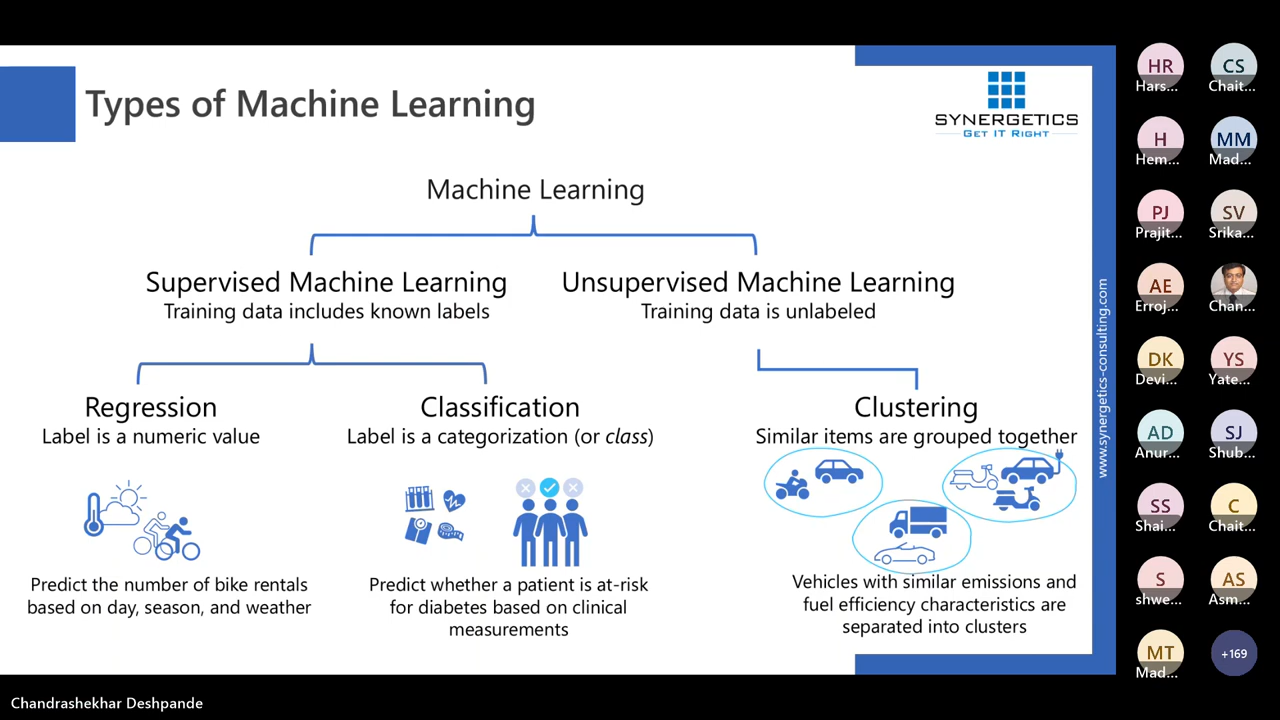 Types of Machine Learning
SYNERGETICS
GET IT RIGHT
Machine Learning
Supervised Machine Learning
Training data includes known labels
Unsupervised Machine Learning
Training data is unlabeled
Regression
Label is a numeric value
Classification
Label is a categorization (or class)
Clustering
Similar items are grouped together
Predict the number of bike rentals
based on day, season, and weather
Predict whether a patient is at-risk
for diabetes based on clinical
measurements
Vehicles with similar emissions and
fuel efficiency characteristics are
separated into clusters
www.synergetics-consulting.com
HR
Hars...
CS
Chait...
H
Hem...
MM
Mad...
PJ
Prajit...
SV
Srika...
AE
Erroj...
Chan...
DK
Devi...
YS
Yate...
AD
Anur...
SJ
Shub...
SS
Shai...
C
Chait...
S
shwe...
AS
Asm...
MT
Mad...
+169
Chandrashekhar Deshpande